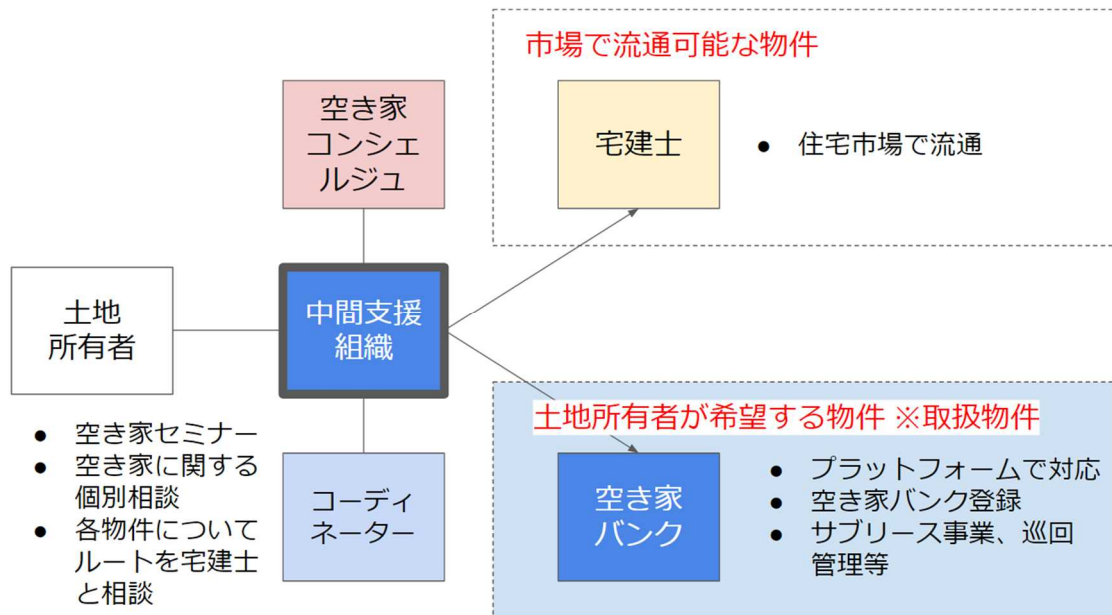 市場で流通可能な物件
空き家
コンシェ
ルジュ
宅建士
● 住宅市場で流通
土地
所有者
中間支援
組織
● 空き家セミナー
● 空き家に関する
個別相談
● 各物件について
ルートを宅建士
と相談
コーディ
ネーター
土地所有者が希望する物件 ※取扱物件
空き家
バンク
● プラットフォームで対応
● 空き家バンク登録
● サブリース事業、巡回
管理等